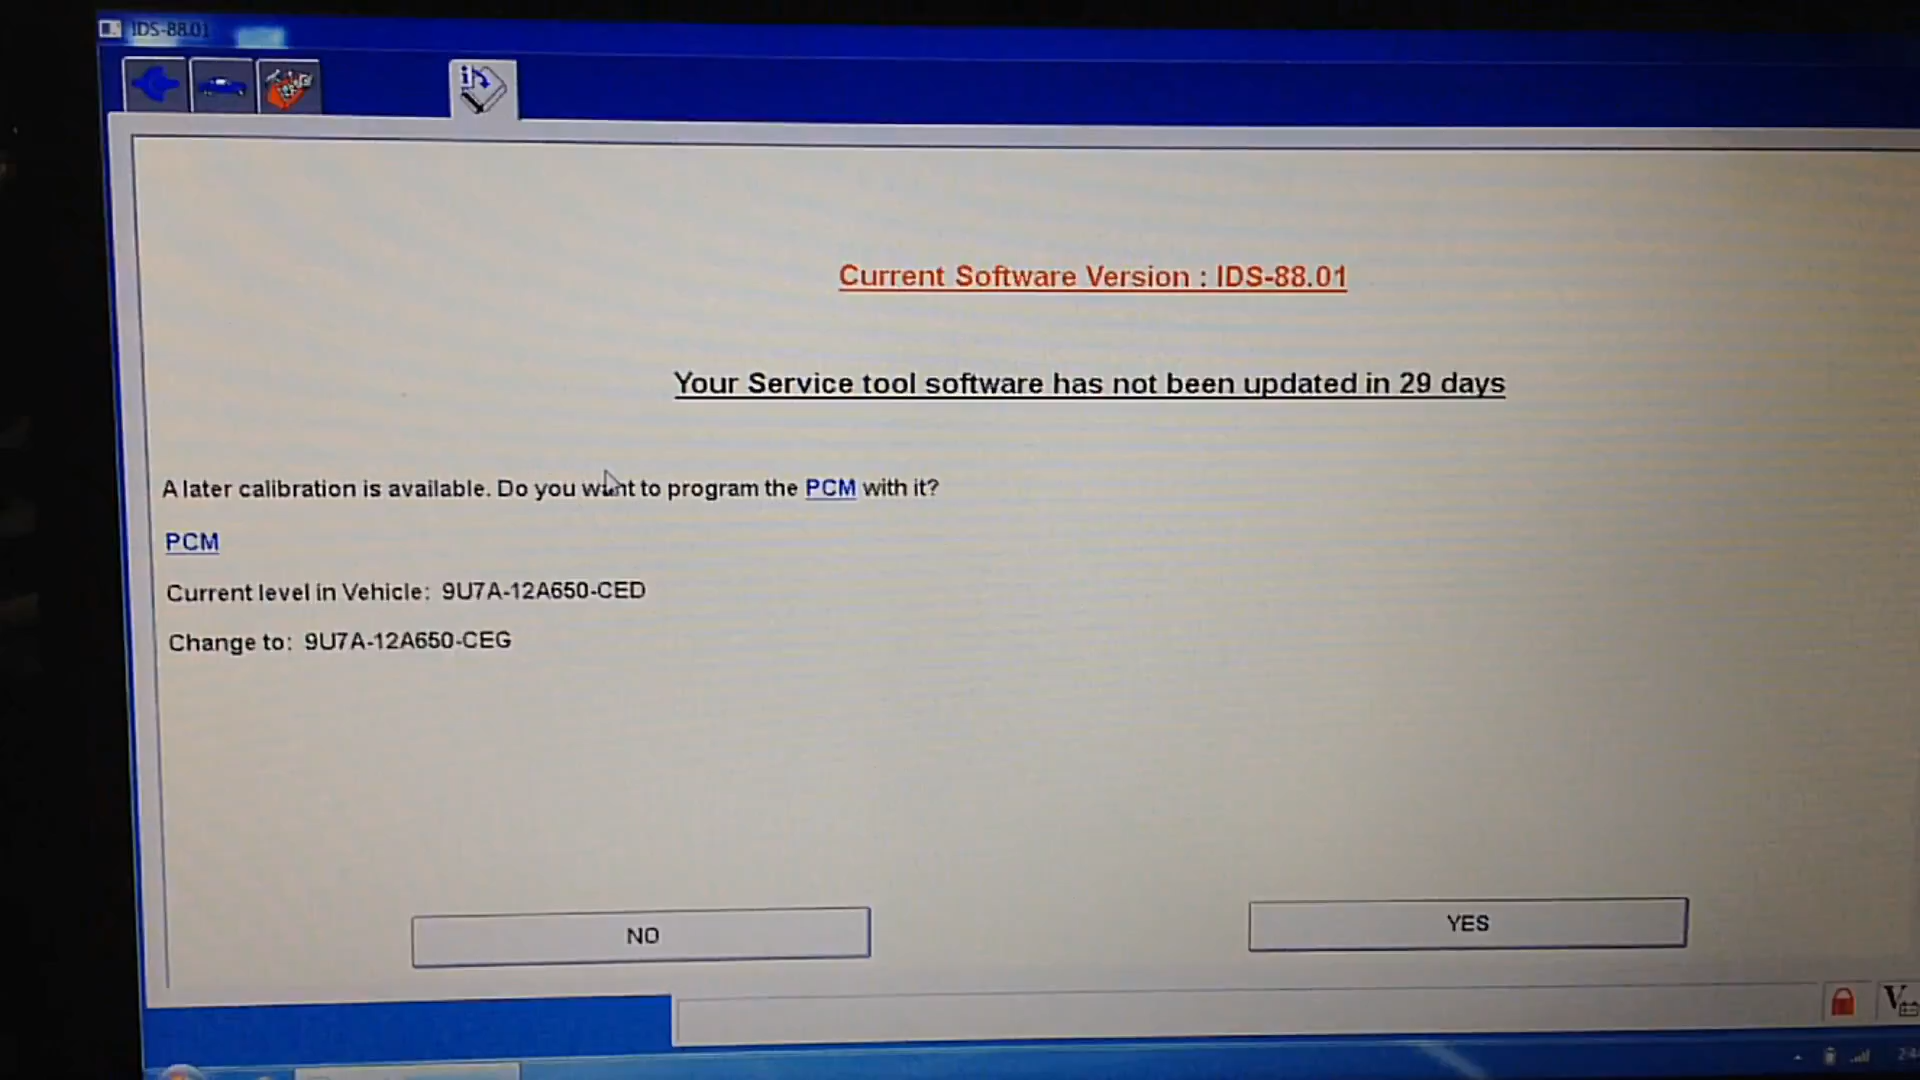 IDS-88.01
Current Software Version : IDS-88.01
Your Service tool software has not been updated in 29 days
A later calibration is available. Do you want to program the PCM with it?
PCM
Current level in Vehicle: 9U7A-12A650-CED
Change to: 9U7A-12A650-CEG
NO
YES
V